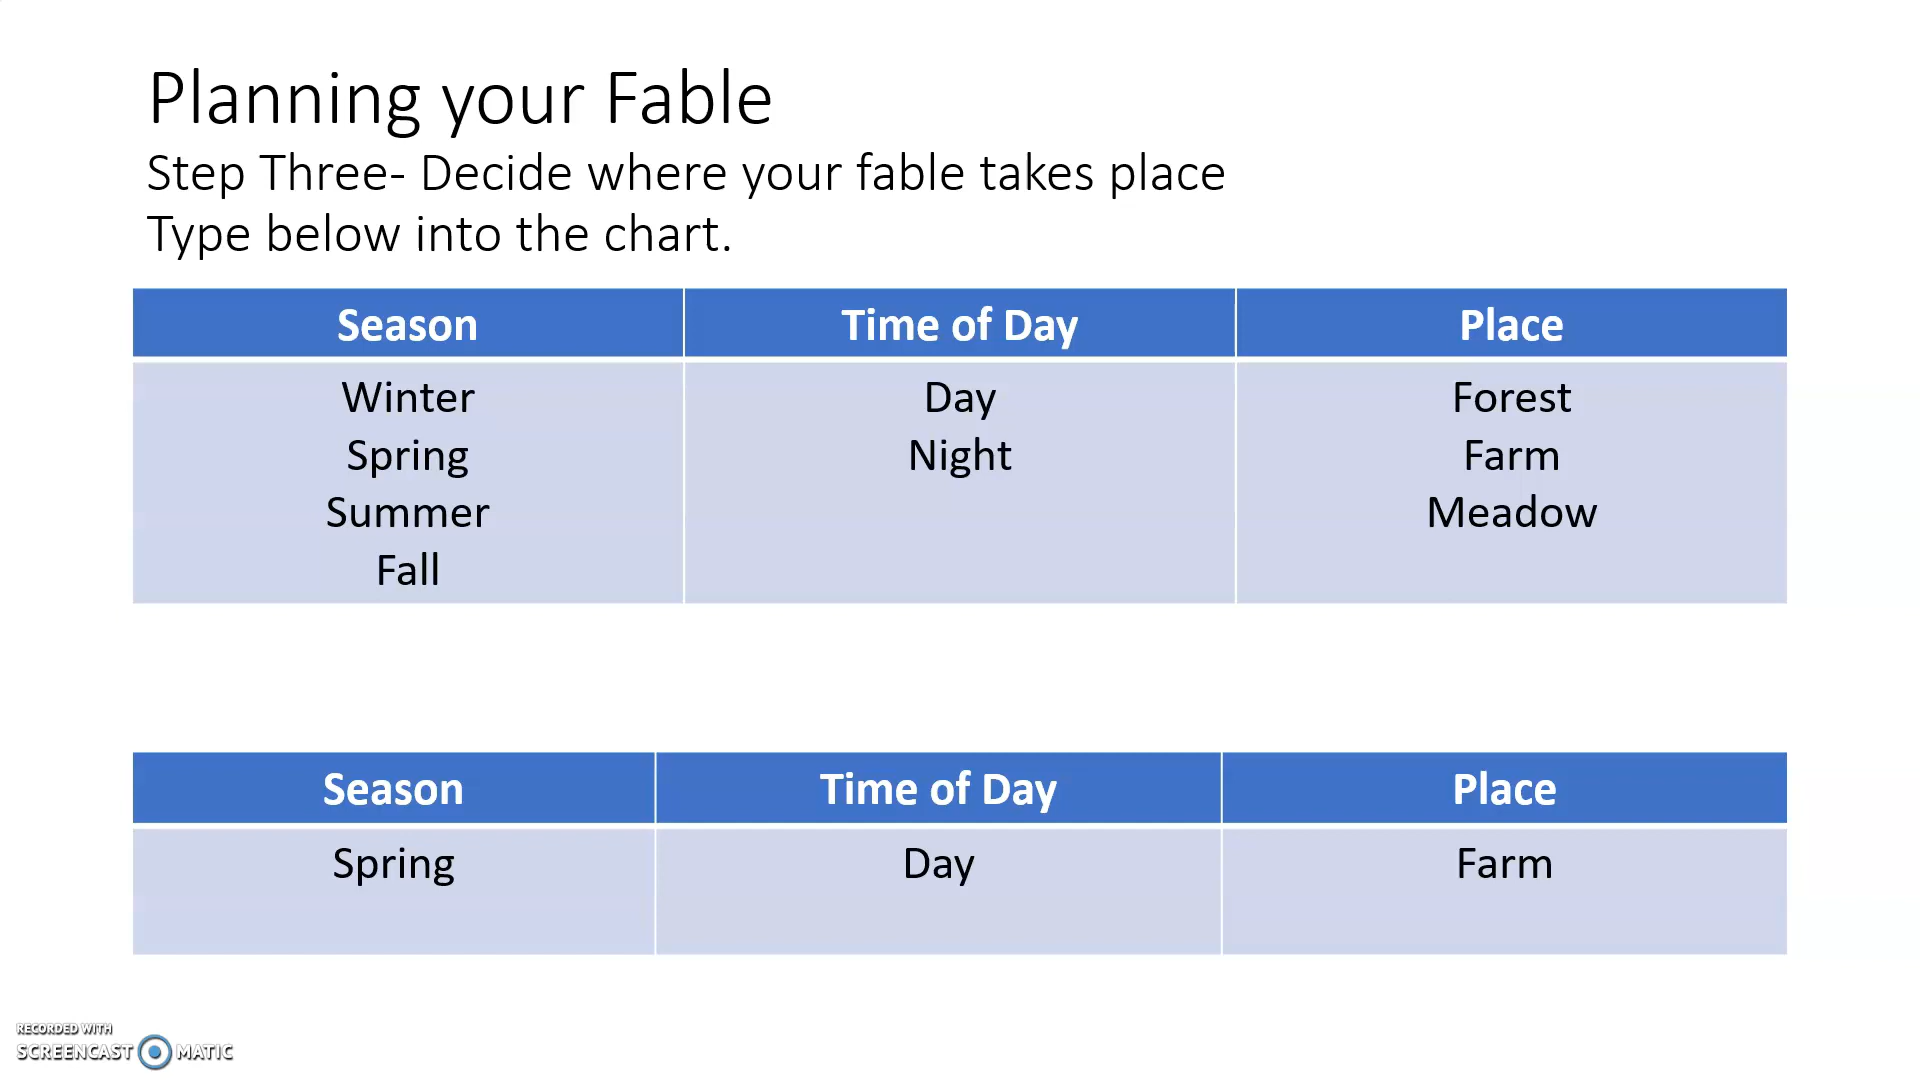 Planning your Fable
Step Three- Decide where your fable takes place
Type below into the chart.
Season Time of Day Place
Winter Day Forest
Spring Night Farm
Summer Meadow
Fall
Season Time of Day Place
Spring Day Farm
RECORDED WITH
SCREENCAST MATIC